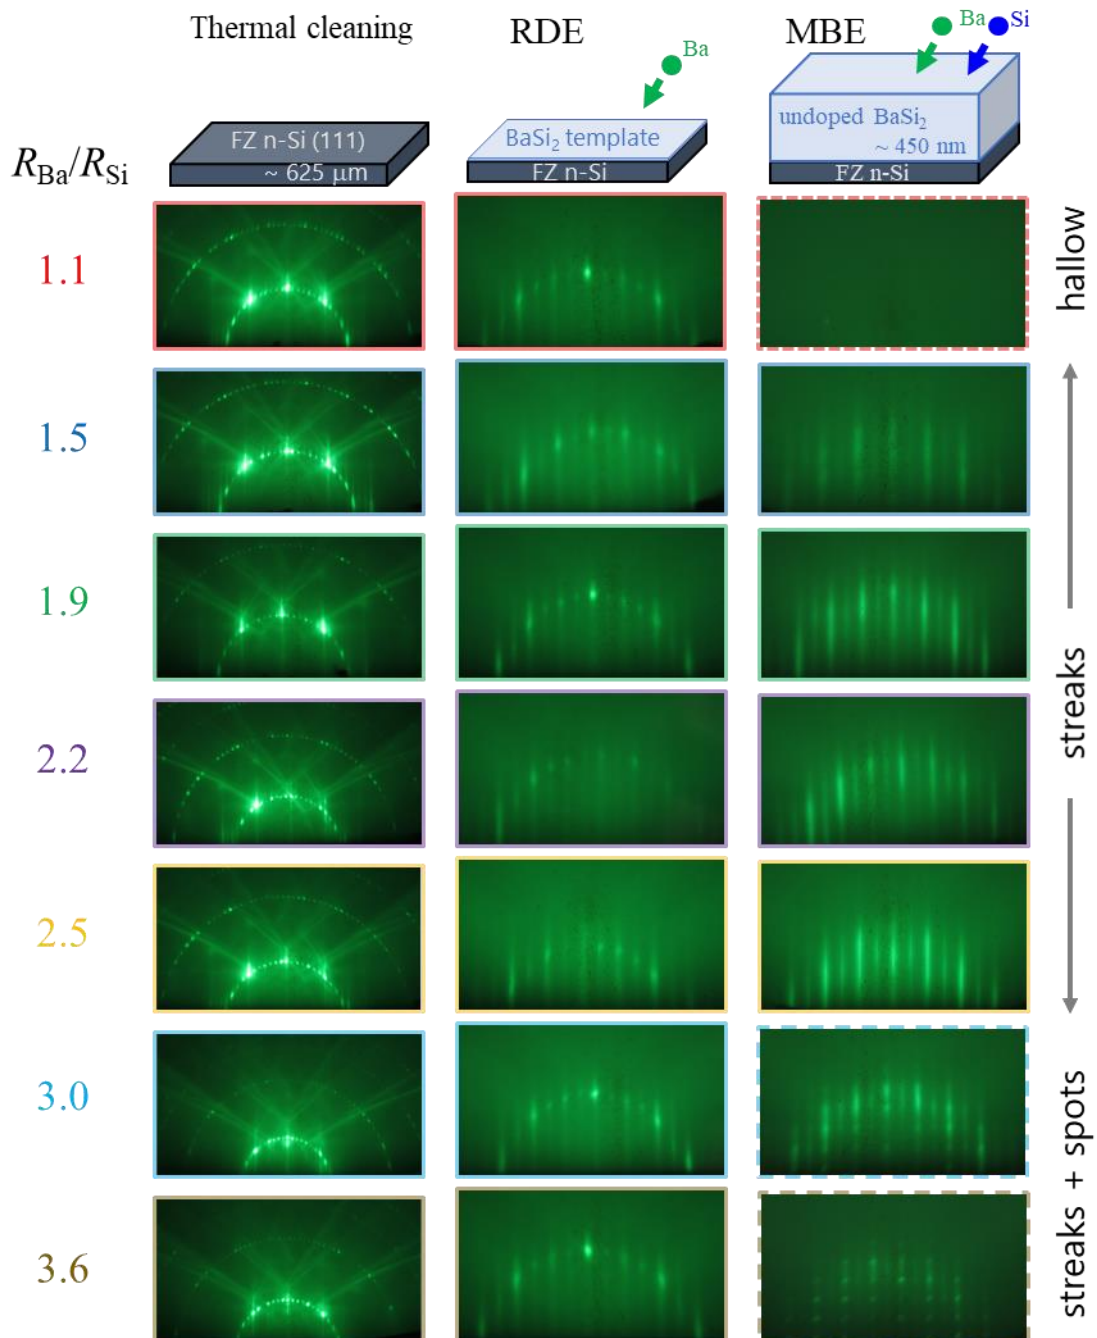 Thermal cleaning
RDE
MBE
Ba
Ba
Si
FZ n-Si (111)
~ 625 μm
BaSi2 template
FZ n-Si
undoped BaSi2
~ 450 nm
FZ n-Si
RBa/RSi
1.1
hallow
1.5
1.9
streaks
2.2
2.5
3.0
streaks + spots
3.6